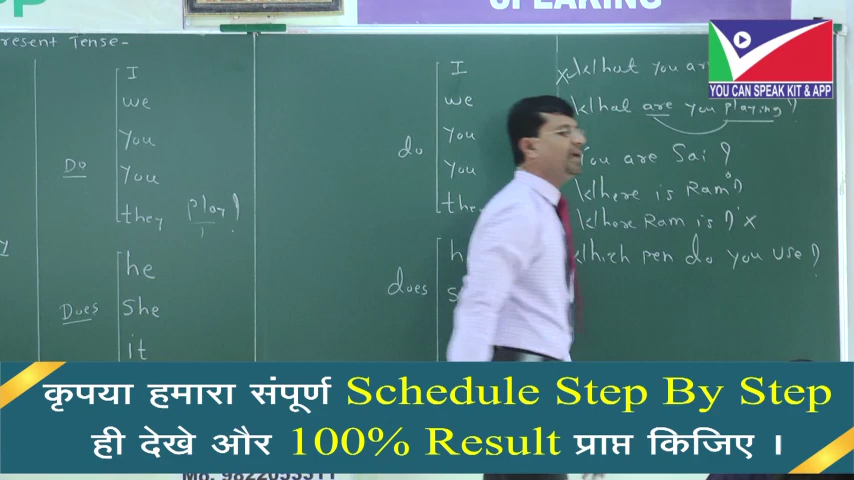 SPEAKING
YOU CAN SPEAK KIT & APP
resent Tense-
Do
I
we
you
you
they play?
Does
he
She
it
do
I
we
you
you
they
does
x What you ar
What are you playing?
You are Sai?
Where is Ram?
Where Ram is? x
Which pen do you use?
कृपया हमारा संपूर्ण Schedule Step By Step
ही देखे और 100% Result प्राप्त किजिए ।